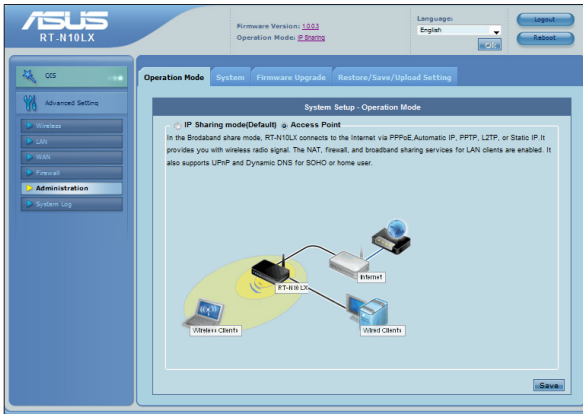 ASUS
RT-N10LX
Firmware Version: 1.0.0.3
Operation Mode: IP Sharing
Language:
English
Logout
Reboot
QIS
Advanced Setting
Wireless
LAN
WAN
Firewall
Administration
System Log
Operation Mode
System
Firmware Upgrade
Restore/Save/Upload Setting
System Setup - Operation Mode
IP Sharing mode(Default) Access Point
In the Brodaband share mode, RT-N10LX connects to the Internet via PPPoE,Automatic IP, PPTP, L2TP, or Static IP.It
provides you with wireless radio signal. The NAT, firewall, and broadband sharing services for LAN clients are enabled. It
also supports UPnP and Dynamic DNS for SOHO or home user.
Internet
RT-N10 LX
Wireless Clients
Wired Clients
Save